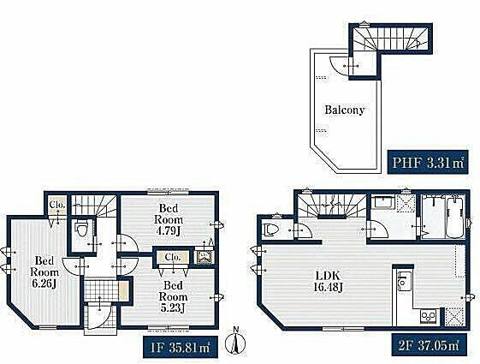 Balcony
PHF 3.31㎡
Clo.
Bed
Room
4.79J
Bed
Room
6.26J
Clo.
Bed
Room
5.23J
1F 35.81㎡
N
LDK
16.48J
2F 37.05㎡